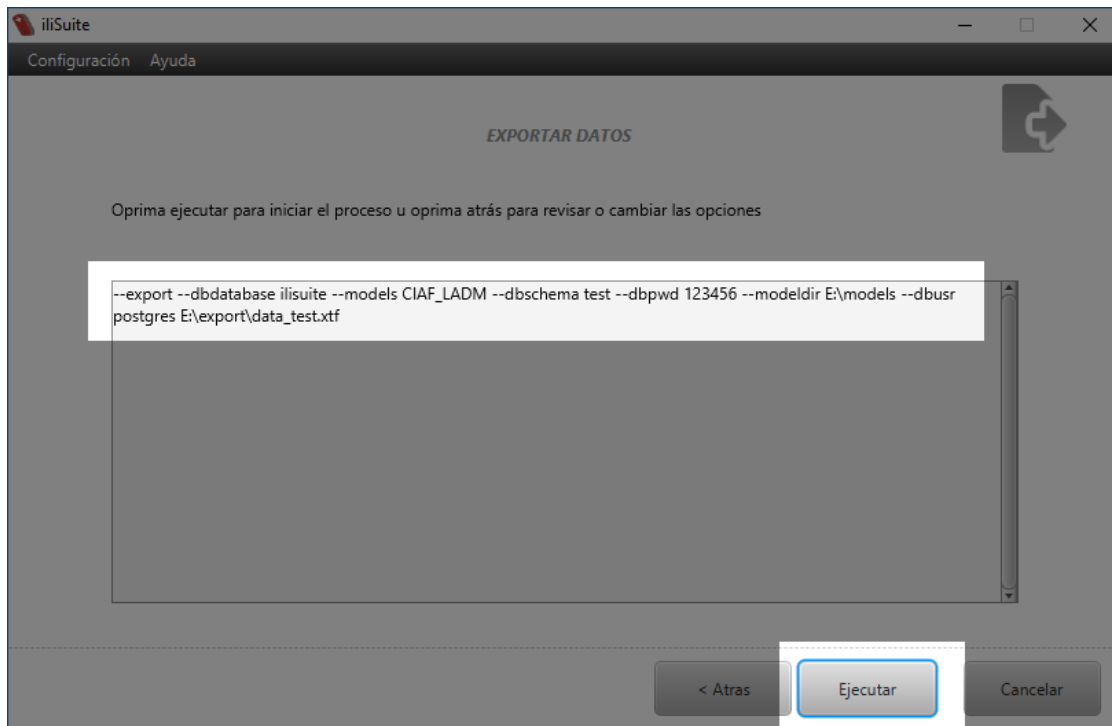 iliSuite
Configuración Ayuda
EXPORTAR DATOS
Oprima ejecutar para iniciar el proceso u oprima atrás para revisar o cambiar las opciones
--export --dbdatabase ilisuite --models CIAF_LADM --dbschema test --dbpwd 123456 --modeldir E:\models --dbusr
postgres E:\export\data_test.xtf
< Atras Ejecutar Cancelar